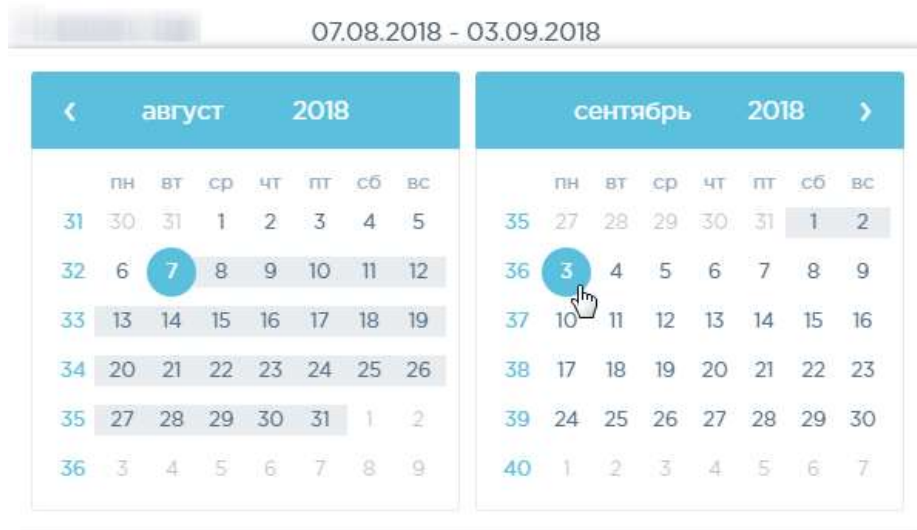 07.08.2018 - 03.09.2018
август 2018
пн вт ср чт пт сб вс
31 30 31 1 2 3 4 5
32 6 7 8 9 10 11 12
33 13 14 15 16 17 18 19
34 20 21 22 23 24 25 26
35 27 28 29 30 31 1 2
36 3 4 5 6 7 8 9
сентябрь 2018
пн вт ср чт пт сб вс
35 27 28 29 30 31 1 2
36 3 4 5 6 7 8 9
37 10 11 12 13 14 15 16
38 17 18 19 20 21 22 23
39 24 25 26 27 28 29 30
40 1 2 3 4 5 6 7